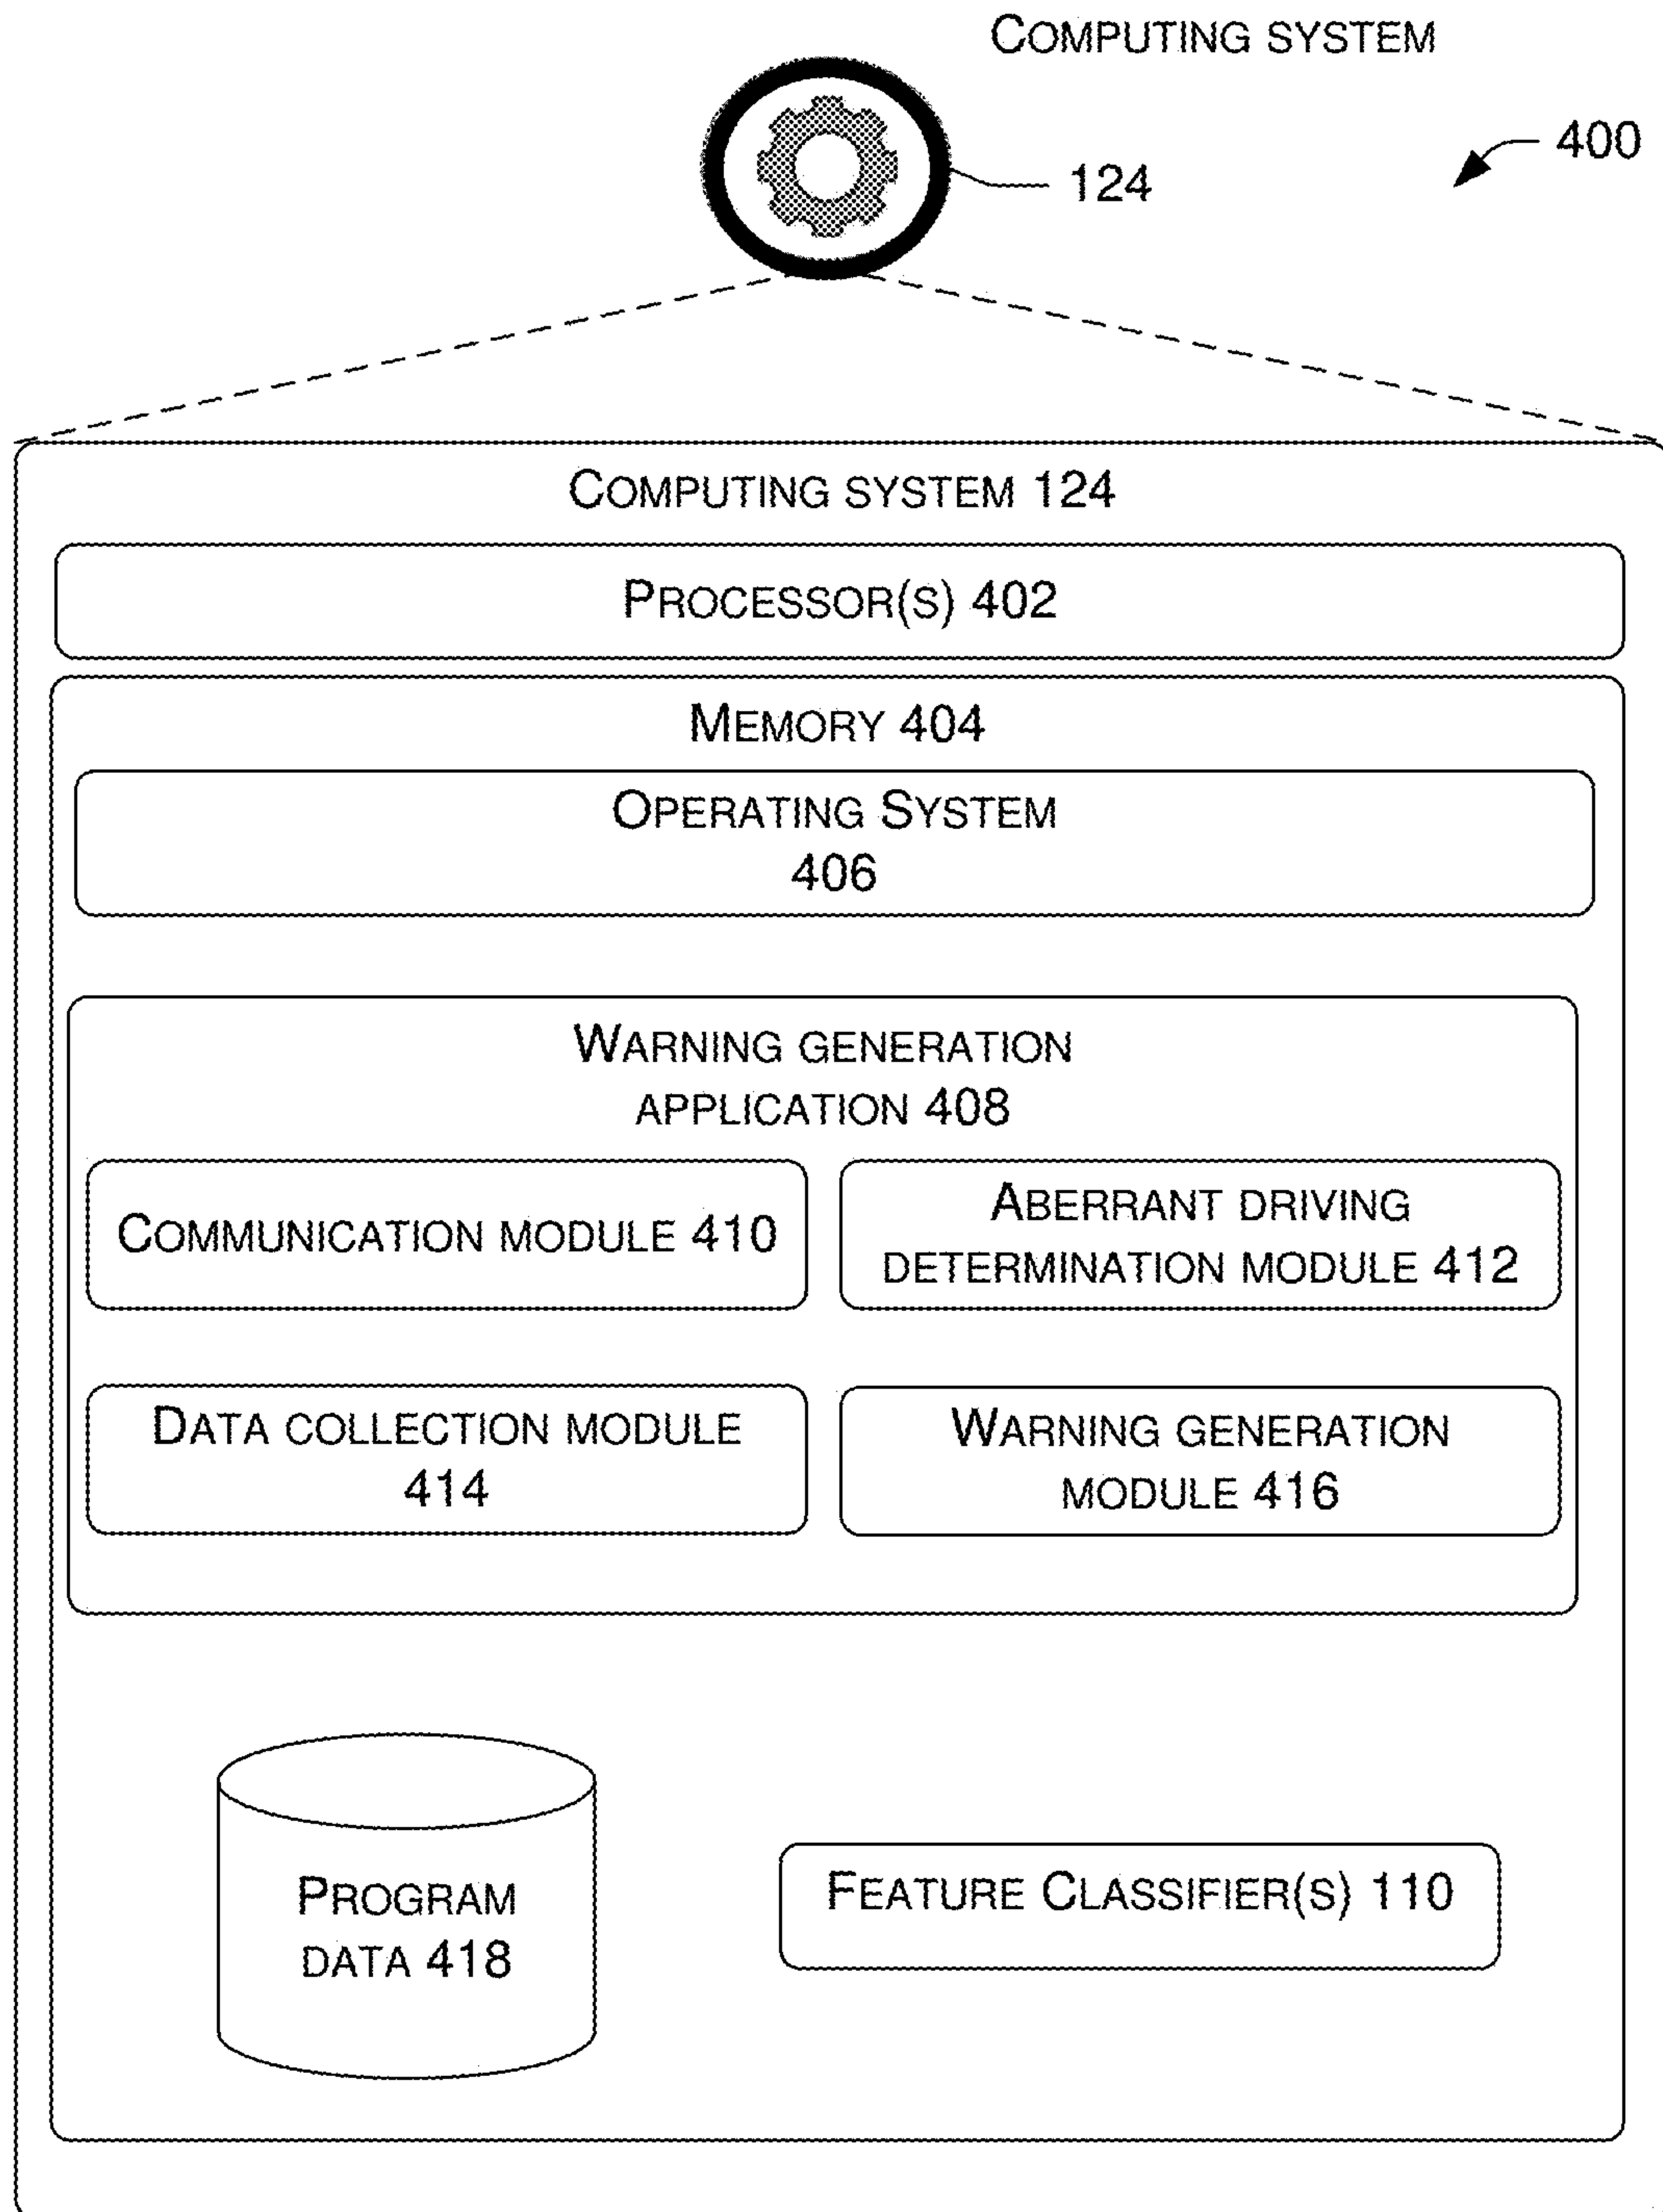 COMPUTING SYSTEM
400
124
COMPUTING SYSTEM 124
PROCESSOR(S) 402
MEMORY 404
OPERATING SYSTEM
406
WARNING GENERATION
APPLICATION 408
COMMUNICATION MODULE 410
ABERRANT DRIVING
DETERMINATION MODULE 412
DATA COLLECTION MODULE
414
WARNING GENERATION
MODULE 416
PROGRAM
DATA 418
FEATURE CLASSIFIER(S) 110